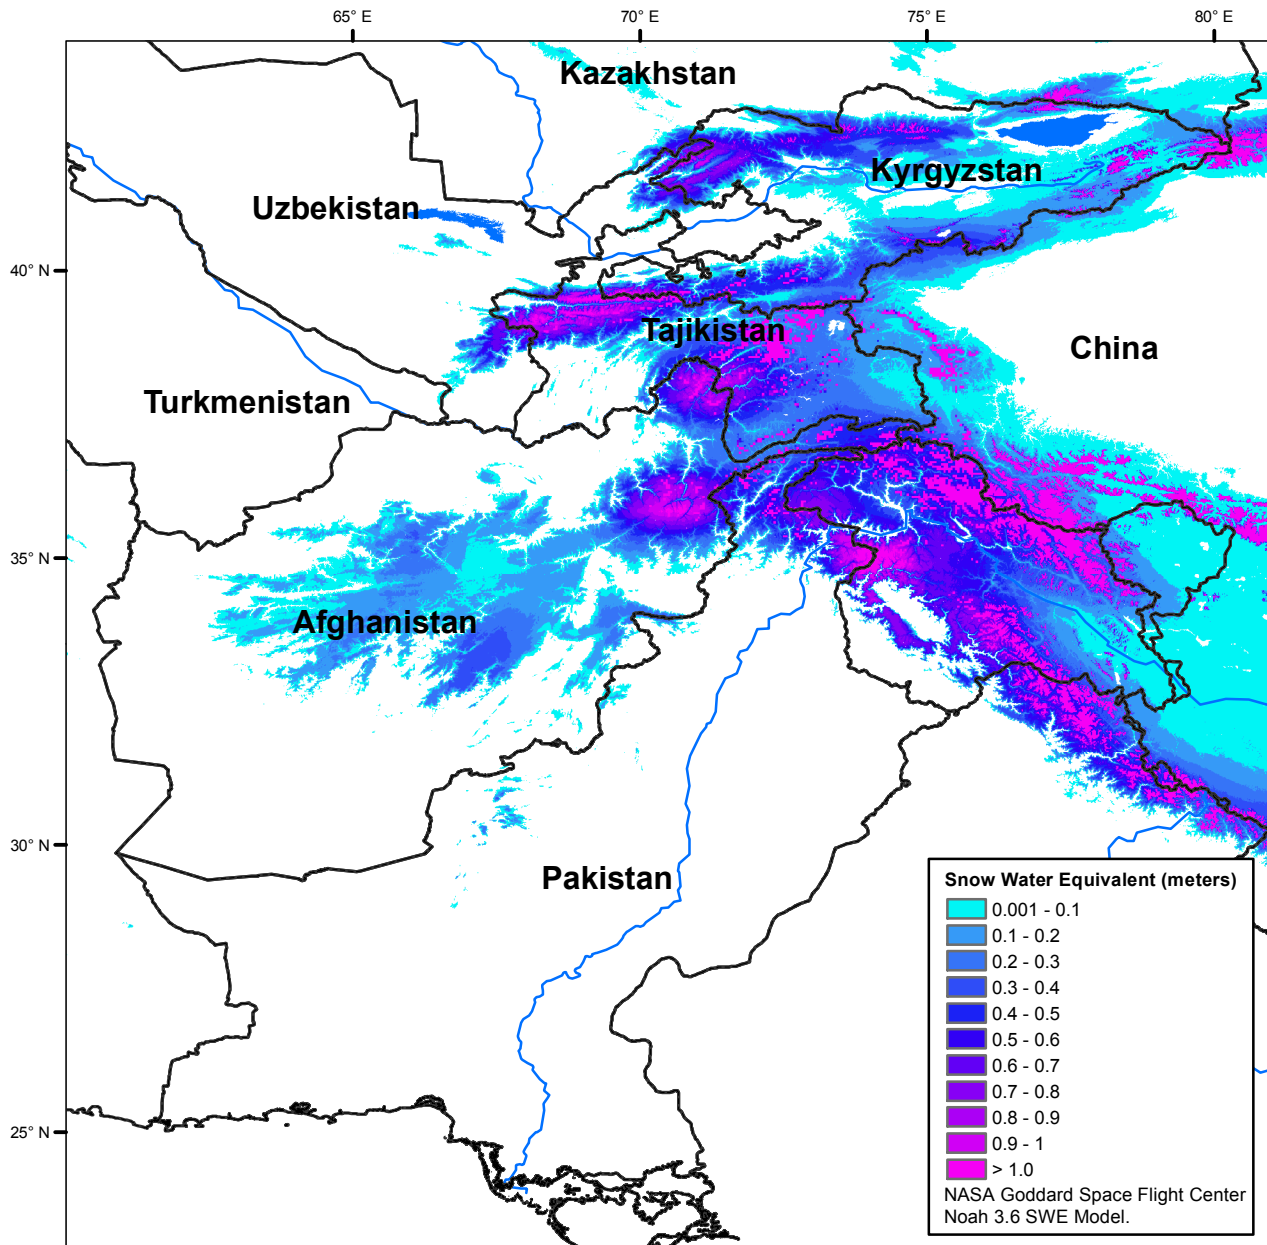 65° E
70° E
75° E
80° E
Kazakhstan
Kyrgyzstan
Uzbekistan
40° N
Tajikistan
China
Turkmenistan
35° N
Afghanistan
30° N
Pakistan
Snow Water Equivalent (meters)
0.001 - 0.1
0.1 - 0.2
0.2 - 0.3
0.3 - 0.4
0.4 - 0.5
0.5 - 0.6
0.6 - 0.7
0.7 - 0.8
0.8 - 0.9
0.9 - 1
> 1.0
NASA Goddard Space Flight Center
Noah 3.6 SWE Model.
25° N